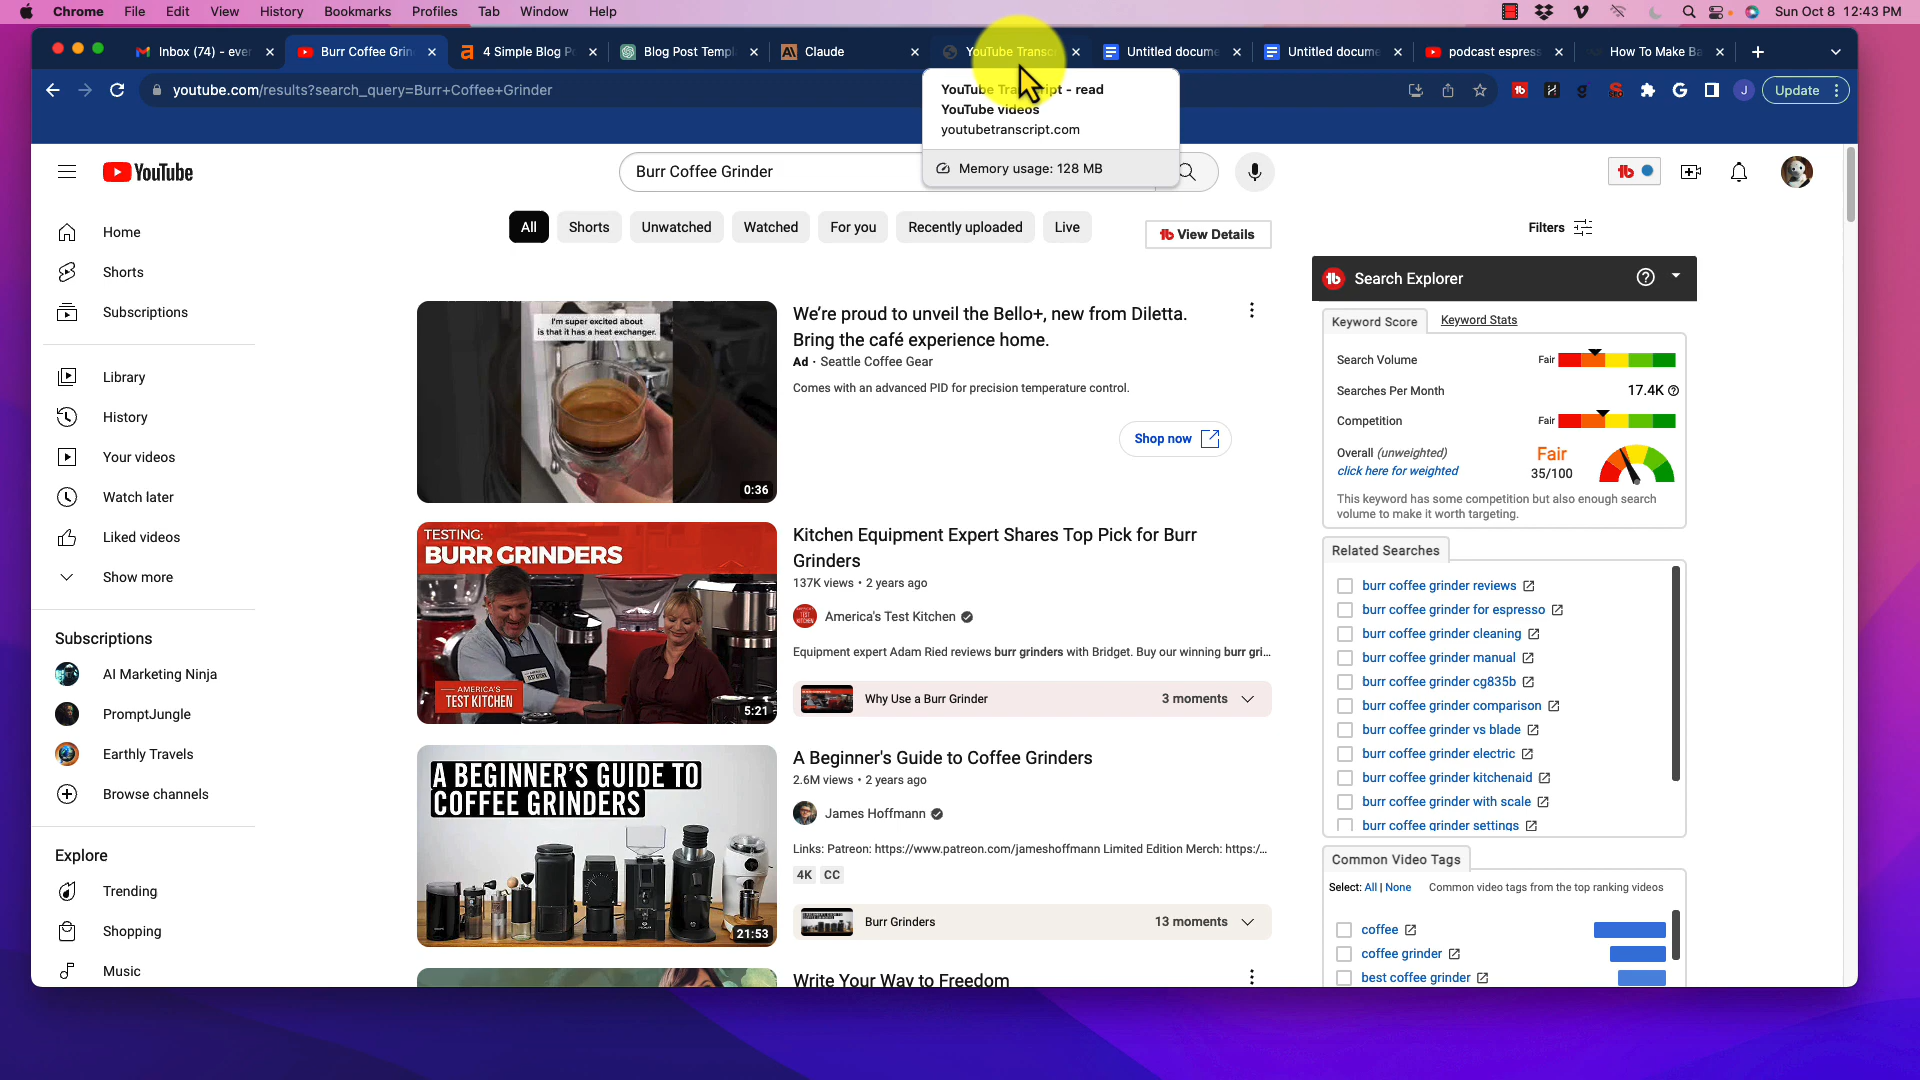 Chrome File Edit View History Bookmarks Profiles Tab Window Help Sun Oct 8 12:43 PM
Inbox (74) - eve Burr Coffee Grin 4 Simple Blog P Blog Post Templ Claude YouTube Transc Untitled docume Untitled docume podcast espres How To Make Ba
youtube.com/results?search_query=Burr+Coffee+Grinder Update
YouTube - read
YouTube videos
youtubetranscript.com
Memory usage: 128 MB
YouTube Burr Coffee Grinder
All Shorts Unwatched Watched For you Recently uploaded Live View Details Filters
Home
Shorts
Subscriptions
Library
History
Your videos
Watch later
Liked videos
Show more
Subscriptions
AI Marketing Ninja
PromptJungle
Earthly Travels
Browse channels
Explore
Trending
Shopping
Music
I'm super excited about
is that it has a heat exchanger.
0:36
We're proud to unveil the Bello+, new from Diletta.
Bring the café experience home.
Ad · Seattle Coffee Gear
Comes with an advanced PID for precision temperature control.
Shop now
TESTING:
BURR GRINDERS
AMERICA'S
TEST KITCHEN
5:21
Kitchen Equipment Expert Shares Top Pick for Burr
Grinders
137K views • 2 years ago
America's Test Kitchen
Equipment expert Adam Ried reviews burr grinders with Bridget. Buy our winning burr gri...
Why Use a Burr Grinder 3 moments
A BEGINNER'S GUIDE TO
COFFEE GRINDERS
21:53
A Beginner's Guide to Coffee Grinders
2.6M views • 2 years ago
James Hoffmann
Links: Patreon: https://www.patreon.com/jameshoffmann Limited Edition Merch: https:/...
4K CC
Burr Grinders 13 moments
Write Your Way to Freedom
Search Explorer
Keyword Score Keyword Stats
Search Volume Fair
Searches Per Month 17.4K
Competition Fair
Overall (unweighted) Fair
click here for weighted 35/100
This keyword has some competition but also enough search
volume to make it worth targeting.
Related Searches
burr coffee grinder reviews
burr coffee grinder for espresso
burr coffee grinder cleaning
burr coffee grinder manual
burr coffee grinder cg835b
burr coffee grinder comparison
burr coffee grinder vs blade
burr coffee grinder electric
burr coffee grinder kitchenaid
burr coffee grinder with scale
burr coffee grinder settings
Common Video Tags
Select: All | None Common video tags from the top ranking videos
coffee
coffee grinder
best coffee grinder